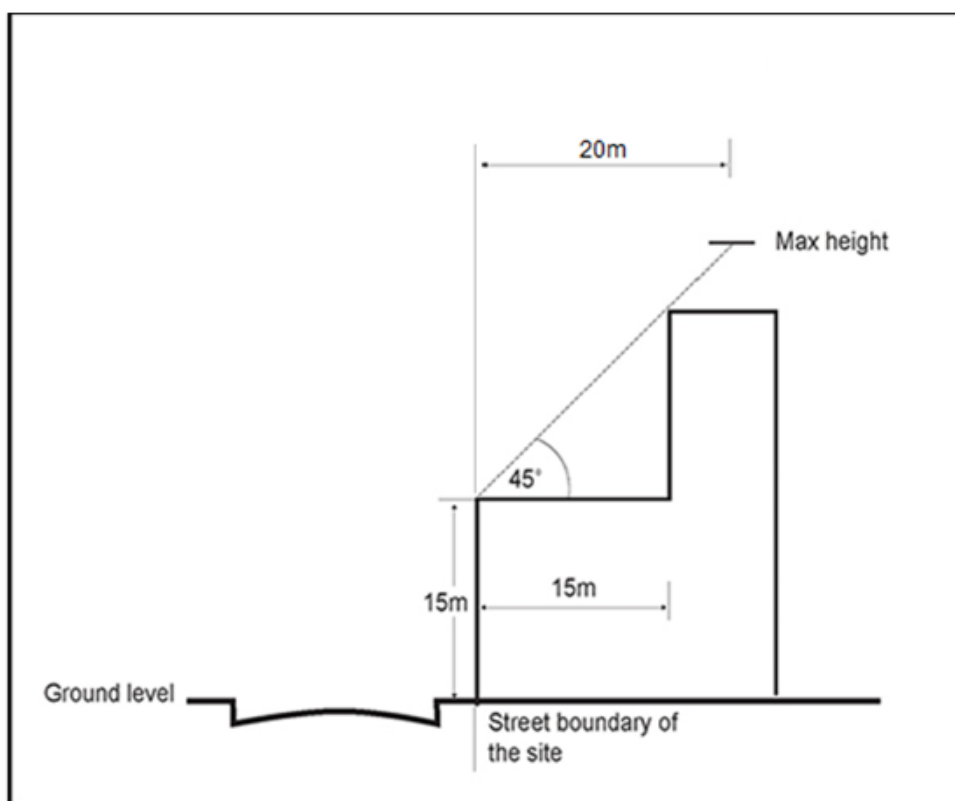 20m
Max height
45°
15m
15m
Ground level
Street boundary of
the site